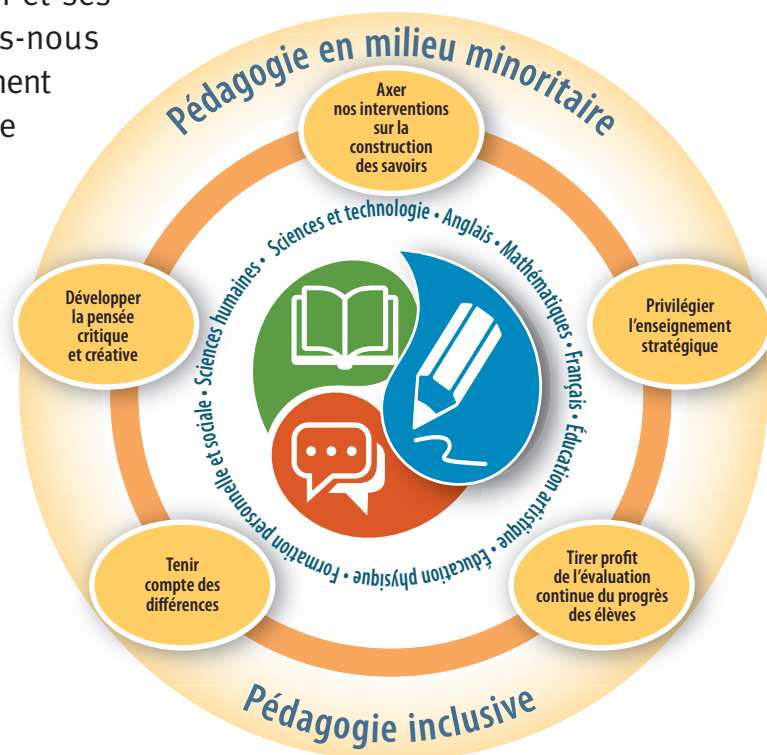 et ses
s-nous
ment
e
Pédagogie en milieu minoritaire
Axer
nos interventions
sur la
construction
des savoirs
Développer
la pensée
critique
et créative
Privilégier
l’enseignement
stratégique
Sciences humaines • Sciences et technologie • Anglais • Mathématiques • Français • Éducation artistique • Éducation physique • Formation personnelle et sociale •
Tenir
compte des
différences
Tirer profit
de l’évaluation
continue du progrès
des élèves
Pédagogie inclusive